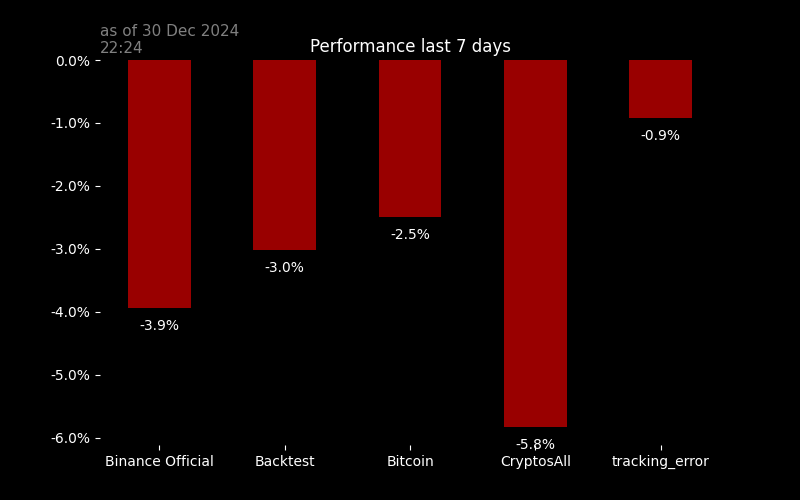 as of 30 Dec 2024
22:24
Performance last 7 days
0.0%
-1.0%
-2.0%
-3.0%
-4.0%
-5.0%
-6.0%
-3.9%
-3.0%
-2.5%
-5.8%
-0.9%
Binance Official
Backtest
Bitcoin
CryptosAll
tracking_error